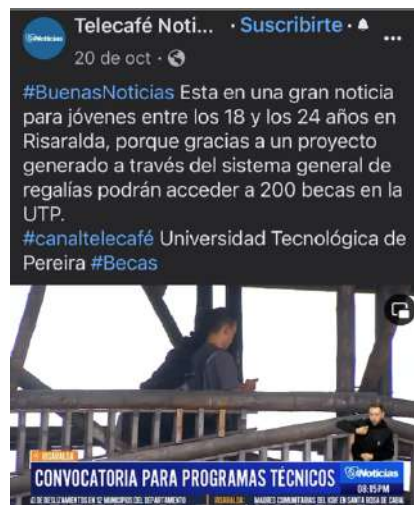 Telecafé Noti... · Suscribirte ·
20 de oct ·
#BuenasNoticias Esta en una gran noticia
para jóvenes entre los 18 y los 24 años en
Risaralda, porque gracias a un proyecto
generado a través del sistema general de
regalías podrán acceder a 200 becas en la
UTP.
#canaltelecafé Universidad Tecnológica de
Pereira #Becas
RISARALDA
CONVOCATORIA PARA PROGRAMAS TÉCNICOS
Noticias
08:15PM
DE DESLIZAMIENTOS EN 12 MUNICIPIOS DEL DEPARTAMENTO
RISARALDA: MADRES COMUNITARIAS DEL ICBF EN SANTA ROSA DE CABAL